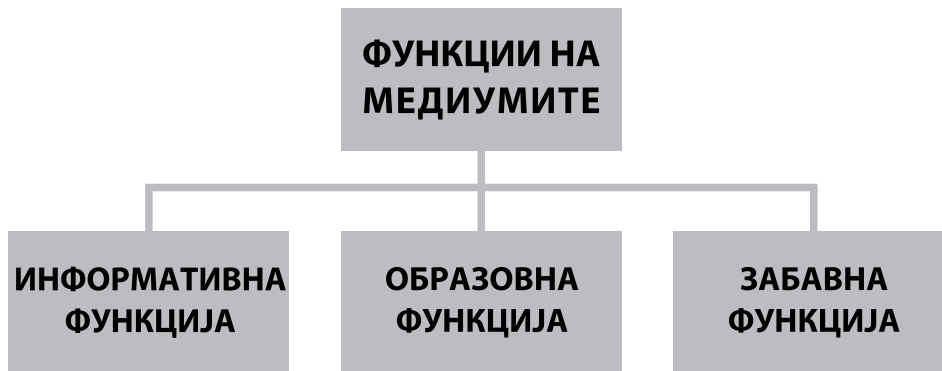 ФУНКЦИИ НА
МЕДИУМИТЕ
ИНФОРМАТИВНА
ФУНКЦИЈА
ОБРАЗОВНА
ФУНКЦИЈА
ЗАБАВНА
ФУНКЦИЈА